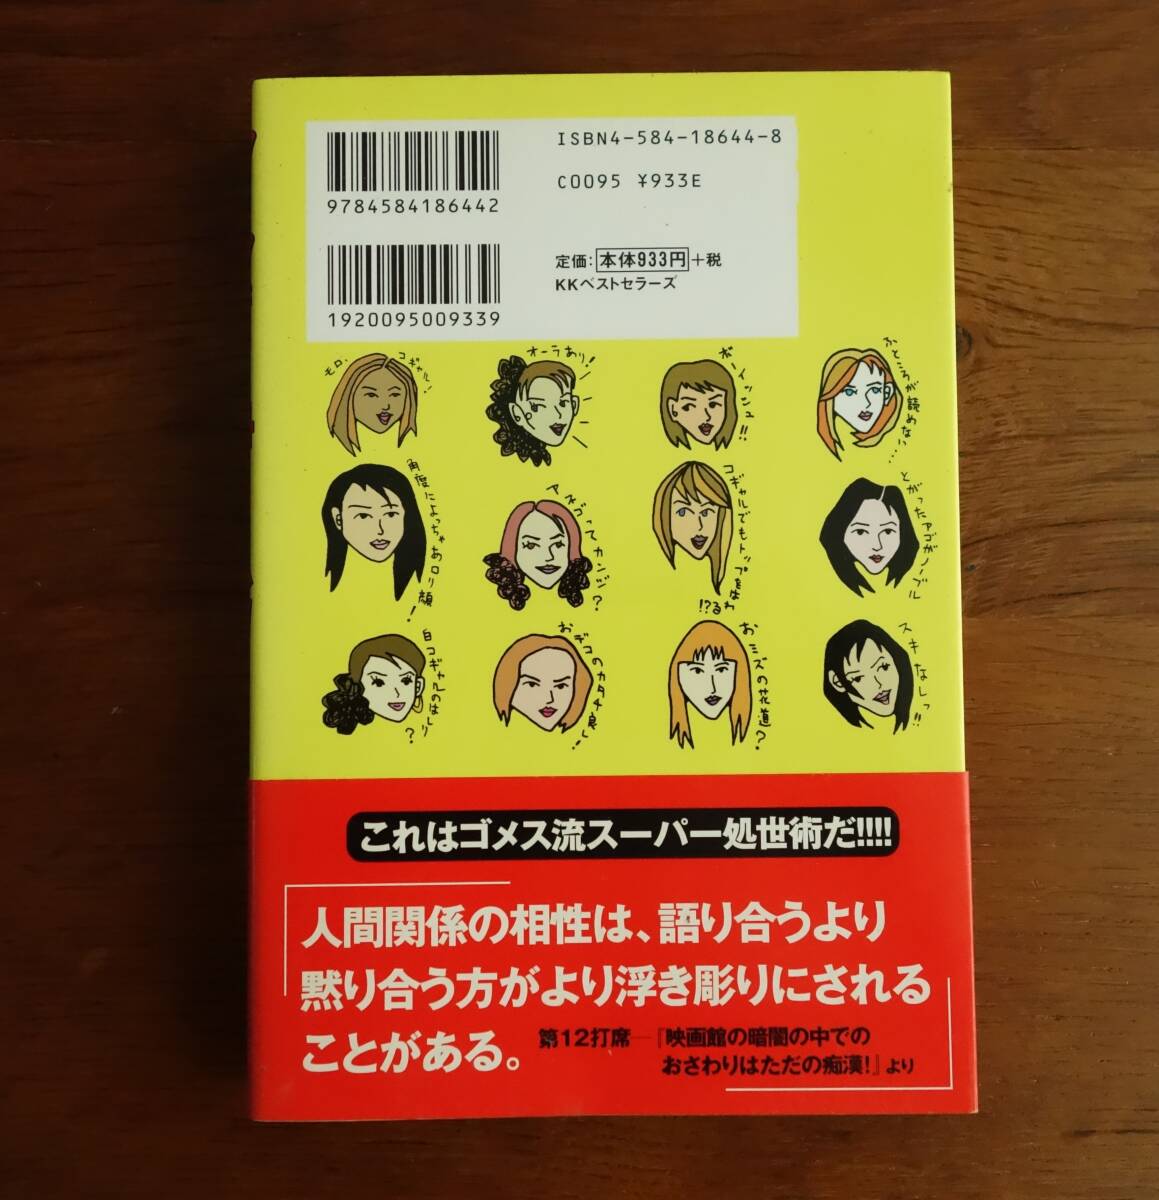 ISBN4-584-18644-8
C0095 ¥933E
9784584186442
1920095009339
定価：本体933円+税
KKベストセラーズ
モロ、コギャル!
オーラあり!
ボーイッシュ!!
ふところが読めない…
角度によっちゃあロリ顔!
アネゴってカンジ?
コギャルでもトップをはれる?!
とがったアゴがノーブル
白コギャルのはしり?
おデコのカタチ良し!
おミズの花道?
スキなしっ!!
これはゴメス流スーパー処世術だ!!!!
「人間関係の相性は、語り合うより
黙り合う方がより浮き彫りにされる
ことがある。」
第12打席―『映画館の暗闇の中での
おさわりはただの痴漢!』より